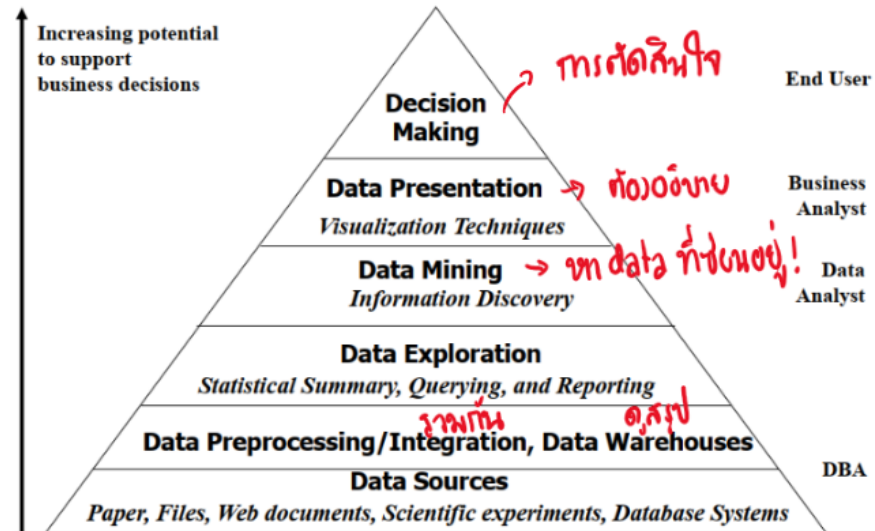 Increasing potential
to support
business decisions
Decision
Making
การตัดสินใจ
End User
Data Presentation
Visualization Techniques
ต้องอธิบาย
Business
Analyst
Data Mining
Information Discovery
หา data ที่ซ่อนอยู่!
Data
Analyst
Data Exploration
Statistical Summary, Querying, and Reporting
รวมกัน
ดูสรุป
Data Preprocessing/Integration, Data Warehouses
Data Sources
Paper, Files, Web documents, Scientific experiments, Database Systems
DBA